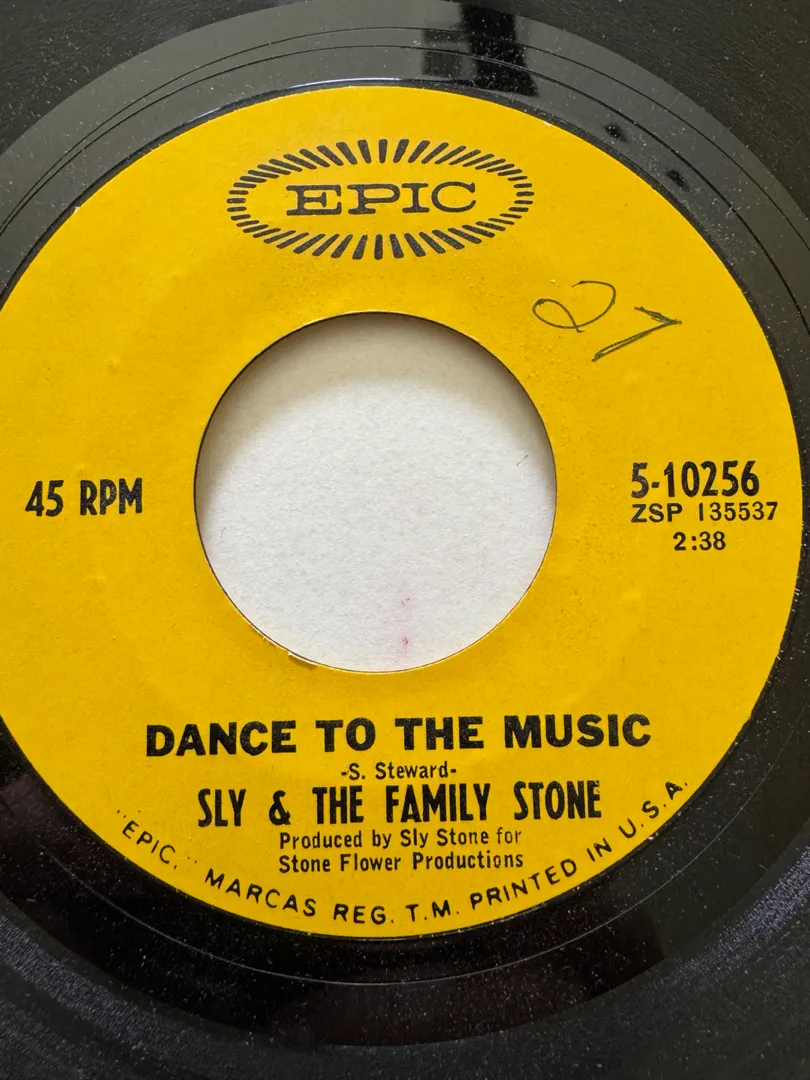 EPIC
27
45 RPM
5-10256
ZSP 135537
2:38
DANCE TO THE MUSIC
-S. Steward-
SLY & THE FAMILY STONE
Produced by Sly Stone for
Stone Flower Productions
"EPIC," MARCAS REG. T.M. PRINTED IN U.S.A.